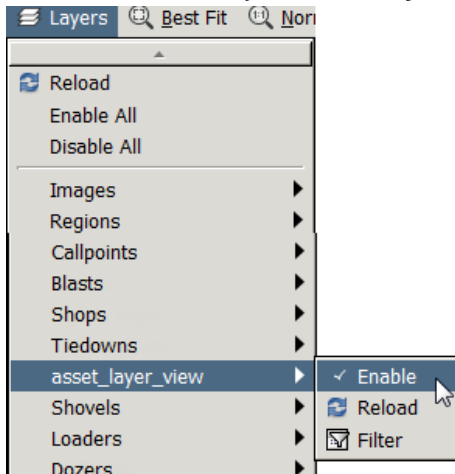 Layers Best Fit Nor
Reload
Enable All
Disable All
Images
Regions
Callpoints
Blasts
Shops
Tiedowns
asset_layer_view Enable
Shovels Reload
Loaders Filter
Dozers